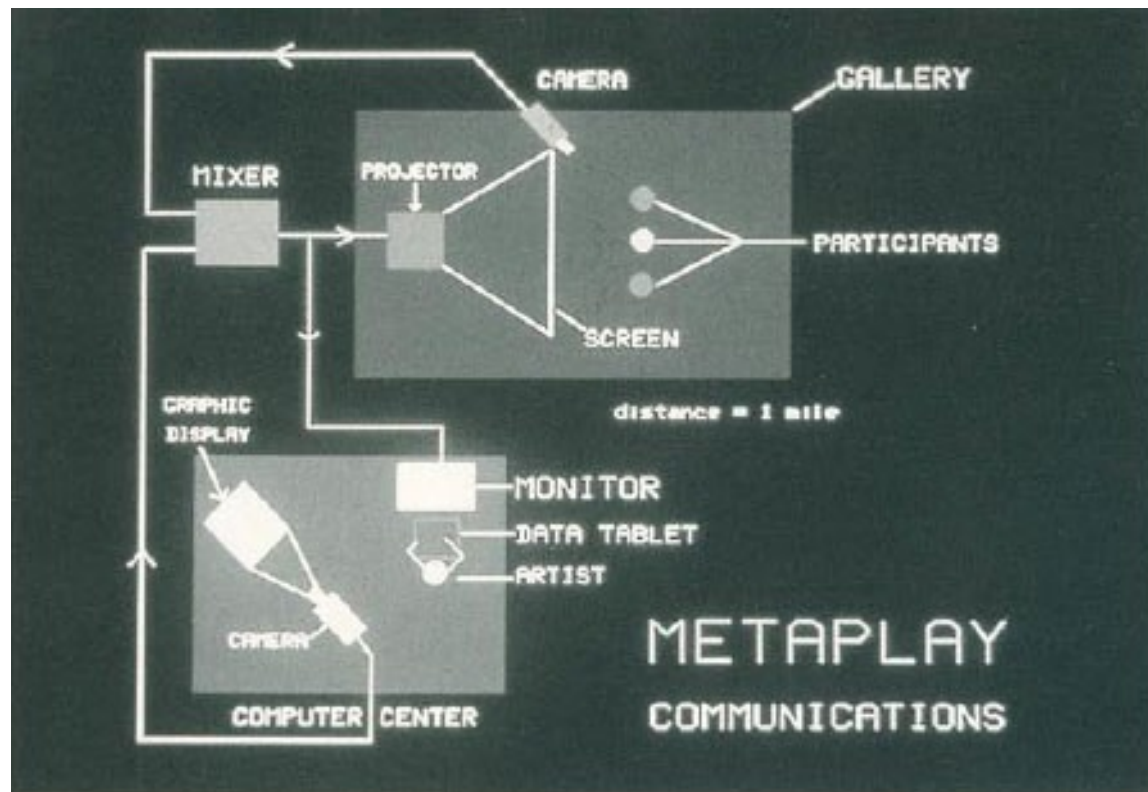 CAMERA
GALLERY
MIXER
PROJECTOR
PARTICIPANTS
SCREEN
GRAPHIC
DISPLAY
distance = 1 mile
MONITOR
DATA TABLET
ARTIST
CAMERA
COMPUTER CENTER
METAPLAY
COMMUNICATIONS